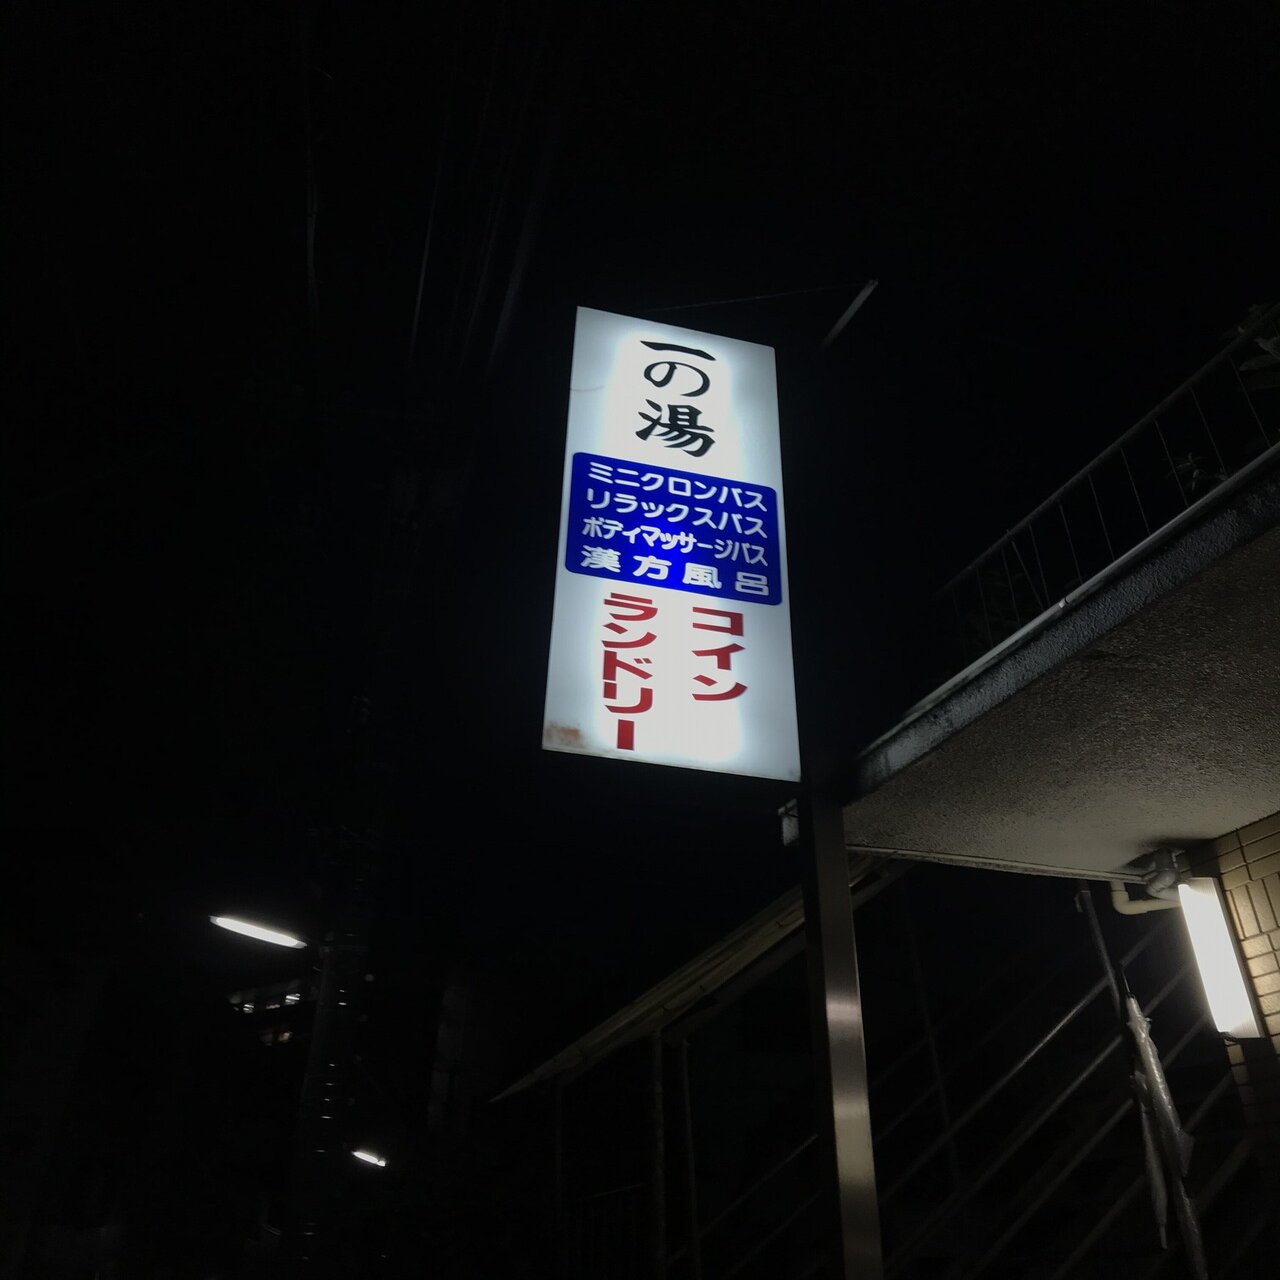 一の湯
ミニクロンバス
リラックスバス
ボディマッサージバス
漢方風呂
コイン
ランドリー